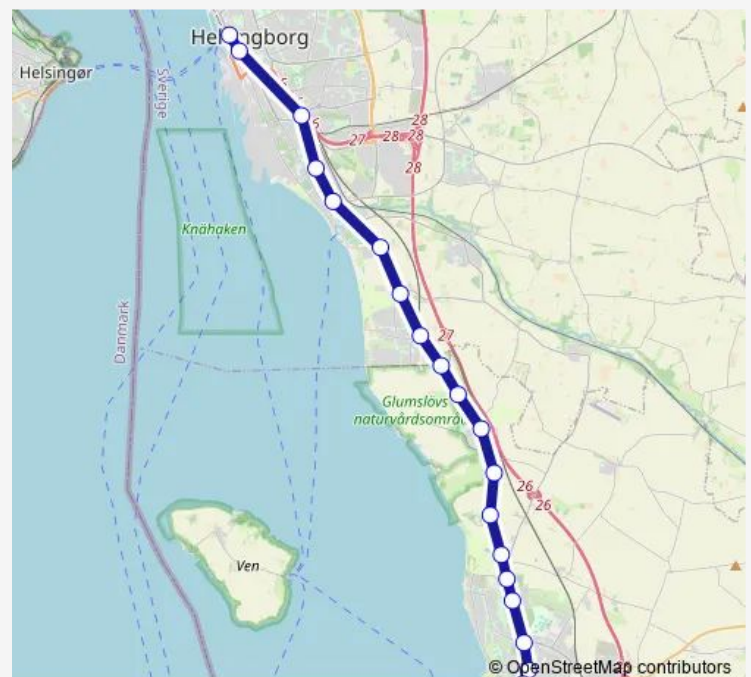 Helsingborg
Helsingør
Sverige
28
27
28
28
28
Knähaken
Danmark
27
Glumslövs
naturvårdsområ
26
26
Ven
© OpenStreetMap contributors